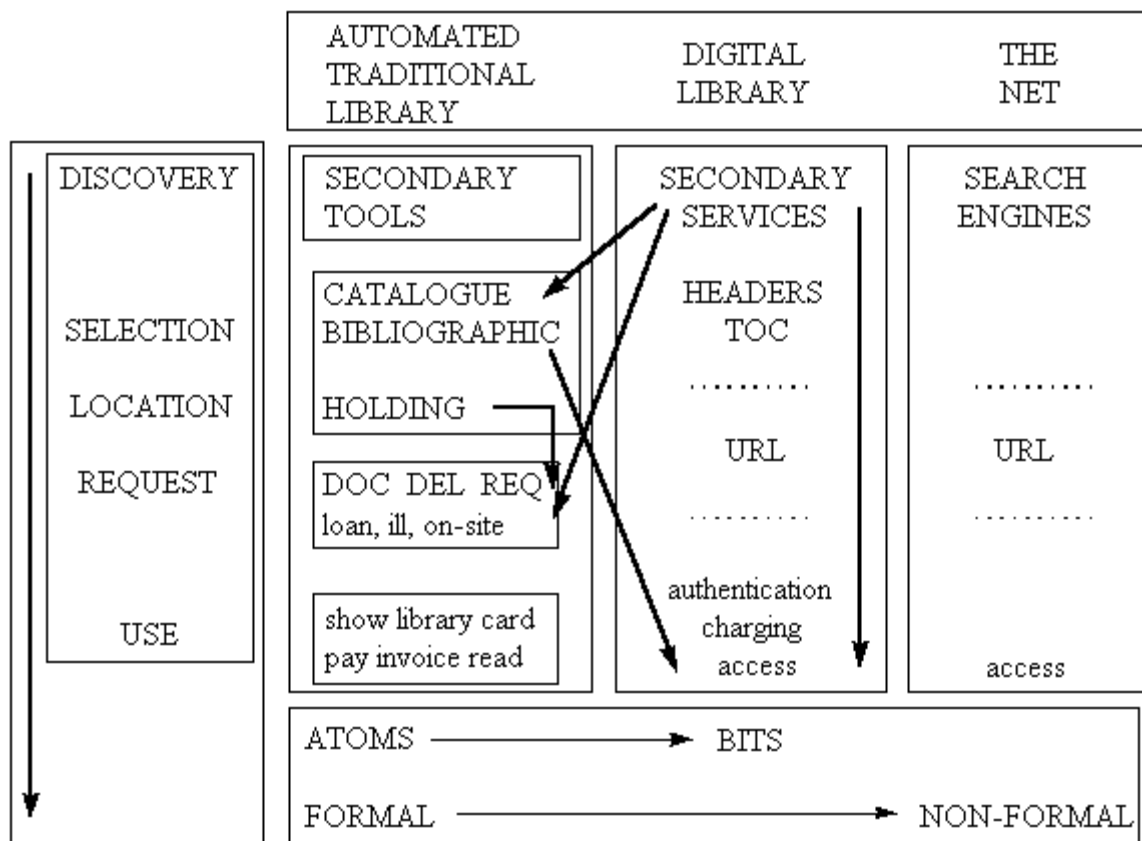 AUTOMATED
TRADITIONAL
LIBRARY
DIGITAL
LIBRARY
THE
NET
DISCOVERY
SELECTION
LOCATION
REQUEST
USE
SECONDARY
TOOLS
CATALOGUE
BIBLIOGRAPHIC
HOLDING
DOC DEL REQ
loan, ill, on-site
show library card
pay invoice read
SECONDARY
SERVICES
HEADERS
TOC
URL
authentication
charging
access
SEARCH
ENGINES
URL
access
ATOMS
BITS
FORMAL
NON-FORMAL